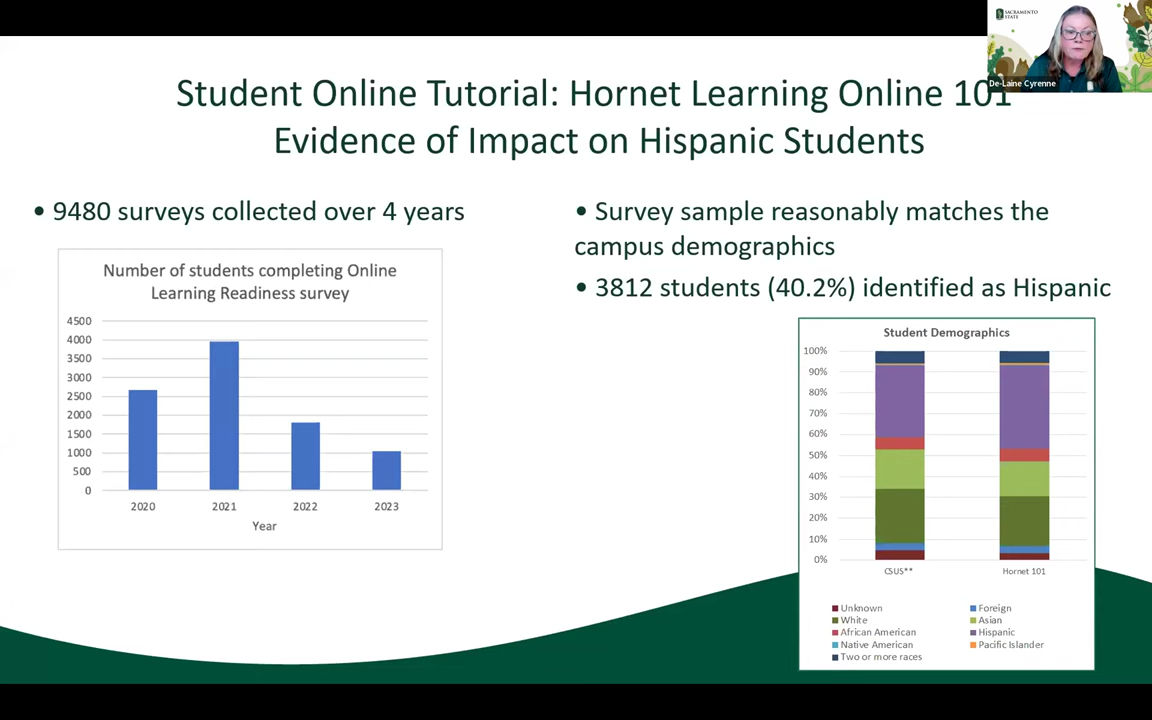 SACRAMENTO
STATE
De-Laine Cyrenne
Student Online Tutorial: Hornet Learning Online 101
Evidence of Impact on Hispanic Students
• 9480 surveys collected over 4 years
Number of students completing Online
Learning Readiness survey
4500
4000
3500
3000
2500
2000
1500
1000
500
0
2020 2021 2022 2023
Year
• Survey sample reasonably matches the
campus demographics
• 3812 students (40.2%) identified as Hispanic
Student Demographics
100%
90%
80%
70%
60%
50%
40%
30%
20%
10%
0%
CSUS** Hornet 101
Unknown Foreign
White Asian
African American Hispanic
Native American Pacific Islander
Two or more races